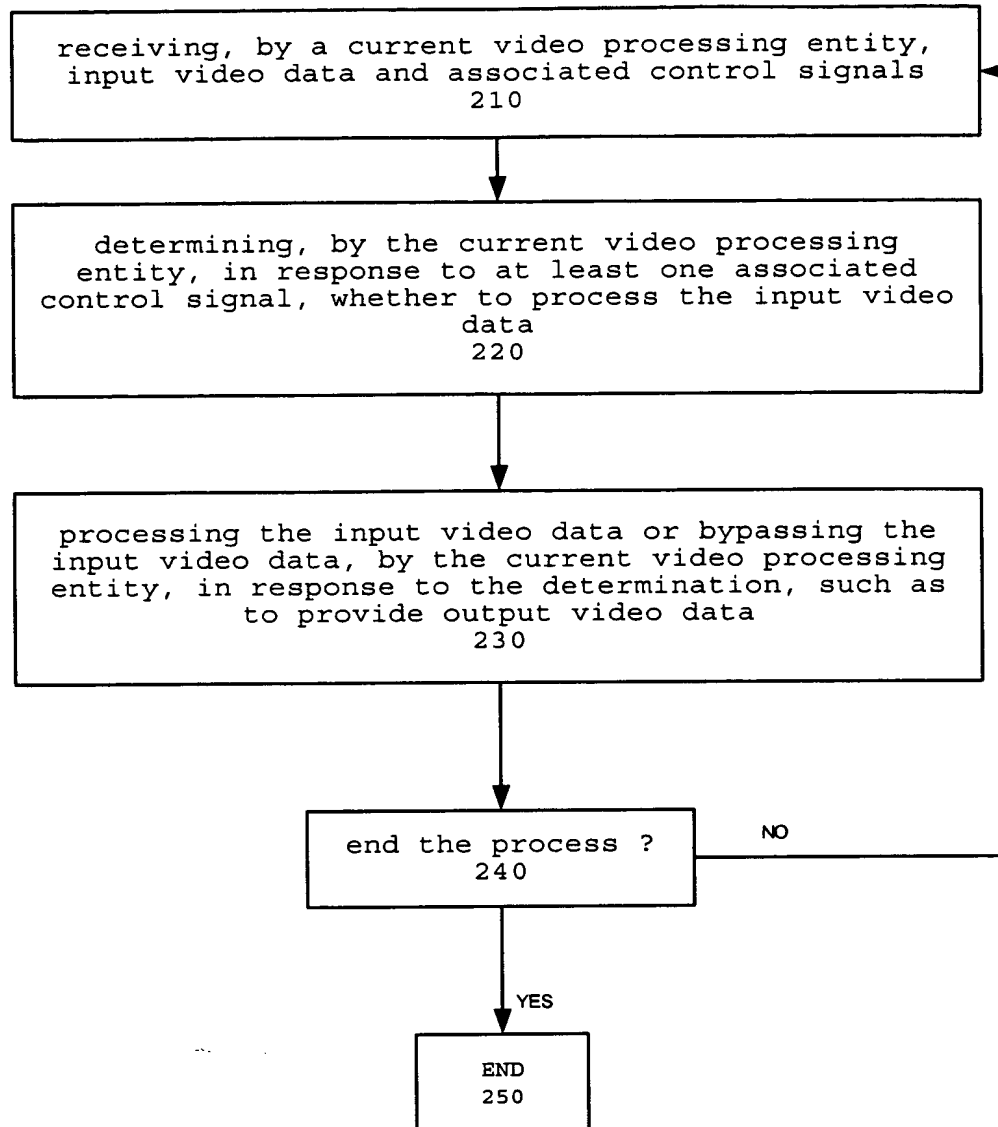 receiving, by a current video processing entity,
input video data and associated control signals
210
determining, by the current video processing
entity, in response to at least one associated
control signal, whether to process the input video
data
220
processing the input video data or bypassing the
input video data, by the current video processing
entity, in response to the determination, such as
to provide output video data
230
end the process ?
240
NO
YES
END
250